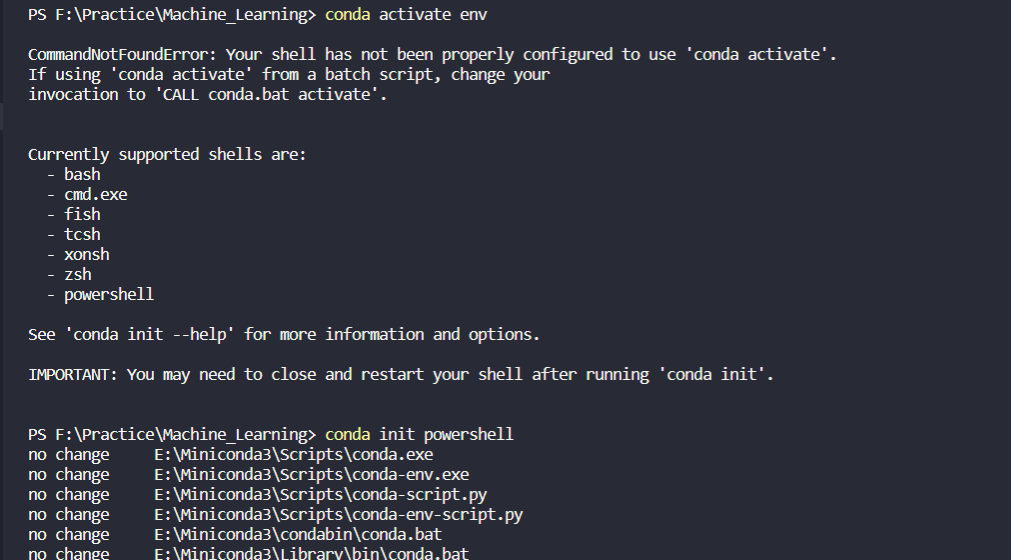 PS F:\Practice\Machine_Learning> conda activate env
CommandNotFoundError: Your shell has not been properly configured to use 'conda activate'.
If using 'conda activate' from a batch script, change your
invocation to 'CALL conda.bat activate'.
Currently supported shells are:
- bash
- cmd.exe
- fish
- tcsh
- xonsh
- zsh
- powershell
See 'conda init --help' for more information and options.
IMPORTANT: You may need to close and restart your shell after running 'conda init'.
PS F:\Practice\Machine_Learning> conda init powershell
no change     E:\Miniconda3\Scripts\conda.exe
no change     E:\Miniconda3\Scripts\conda-env.exe
no change     E:\Miniconda3\Scripts\conda-script.py
no change     E:\Miniconda3\Scripts\conda-env-script.py
no change     E:\Miniconda3\condabin\conda.bat
no change     E:\Miniconda3\Library\bin\conda.bat